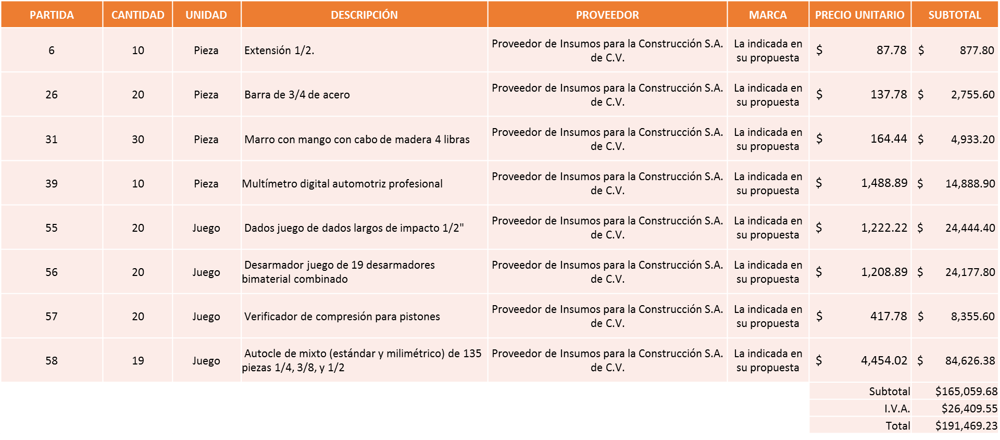 PARTIDA CANTIDAD UNIDAD DESCRIPCIÓN PROVEEDOR MARCA PRECIO UNITARIO SUBTOTAL
6 10 Pieza Extensión 1/2. Proveedor de Insumos para la Construcción S.A. de C.V. La indicada en su propuesta $ 87.78 $ 877.80
26 20 Pieza Barra de 3/4 de acero Proveedor de Insumos para la Construcción S.A. de C.V. La indicada en su propuesta $ 137.78 $ 2,755.60
31 30 Pieza Marro con mango con cabo de madera 4 libras Proveedor de Insumos para la Construcción S.A. de C.V. La indicada en su propuesta $ 164.44 $ 4,933.20
39 10 Pieza Multímetro digital automotriz profesional Proveedor de Insumos para la Construcción S.A. de C.V. La indicada en su propuesta $ 1,488.89 $ 14,888.90
55 20 Juego Dados juego de dados largos de impacto 1/2" Proveedor de Insumos para la Construcción S.A. de C.V. La indicada en su propuesta $ 1,222.22 $ 24,444.40
56 20 Juego Desarmador juego de 19 desarmadores bimaterial combinado Proveedor de Insumos para la Construcción S.A. de C.V. La indicada en su propuesta $ 1,208.89 $ 24,177.80
57 20 Juego Verificador de compresión para pistones Proveedor de Insumos para la Construcción S.A. de C.V. La indicada en su propuesta $ 417.78 $ 8,355.60
58 19 Juego Autocle de mixto (estándar y milimétrico) de 135 piezas 1/4, 3/8, y 1/2 Proveedor de Insumos para la Construcción S.A. de C.V. La indicada en su propuesta $ 4,454.02 $ 84,626.38
Subtotal $165,059.68
I.V.A. $26,409.55
Total $191,469.23